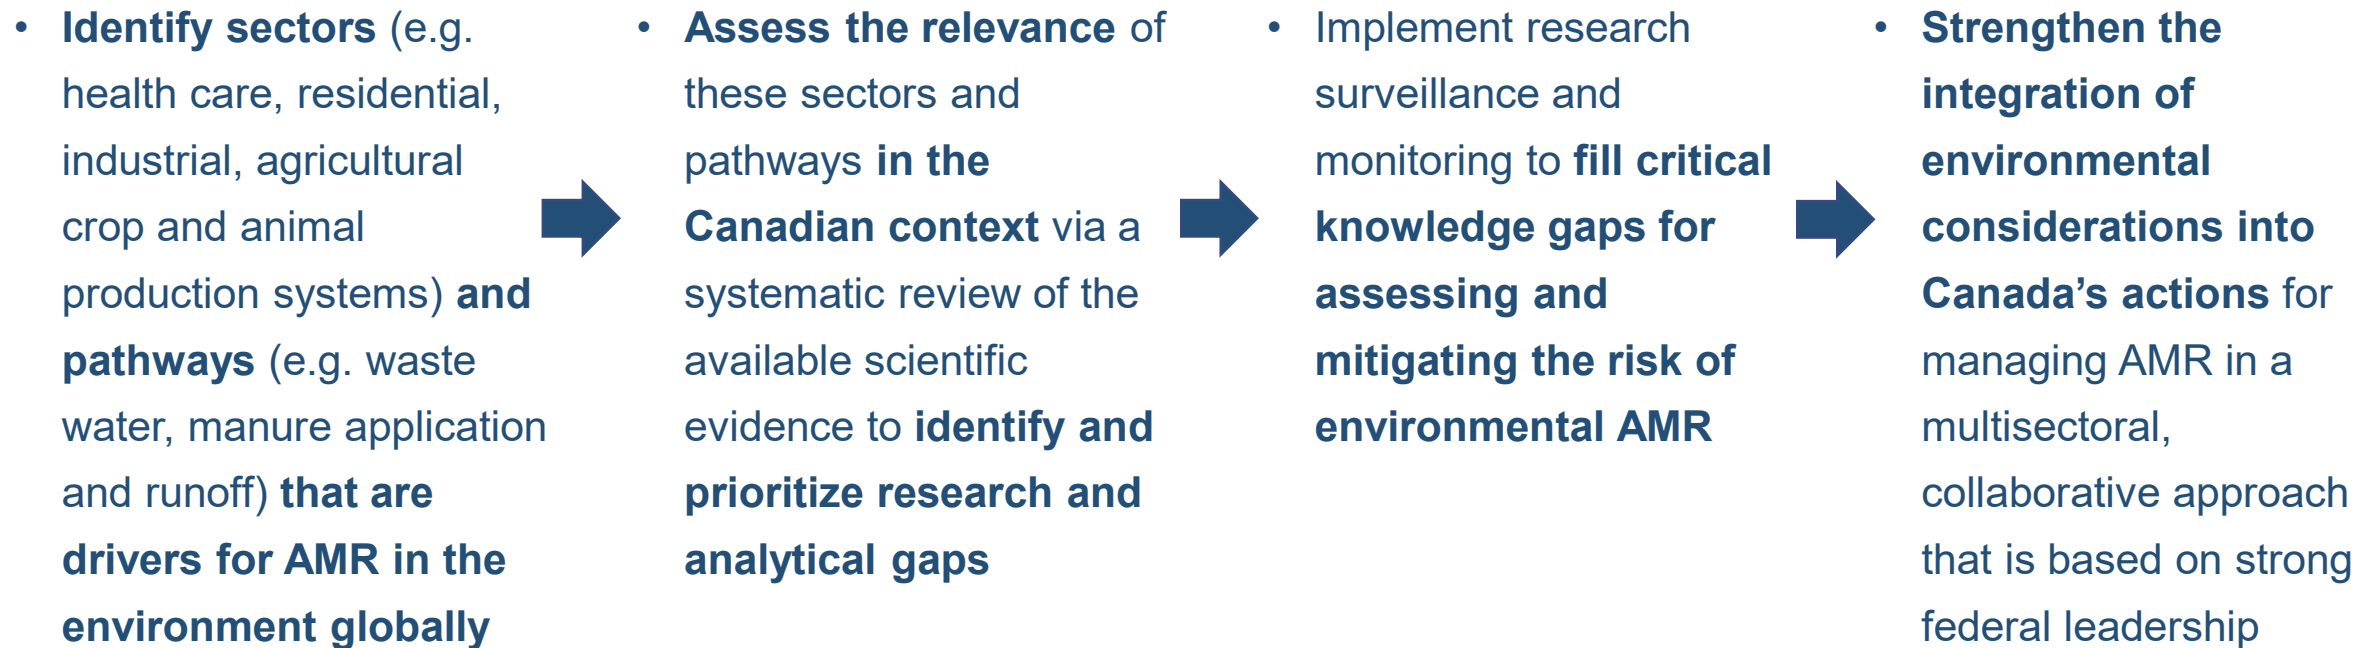 • Identify sectors (e.g.
health care, residential,
industrial, agricultural
crop and animal
production systems) and
pathways (e.g. waste
water, manure application
and runoff) that are
drivers for AMR in the
environment globally
• Assess the relevance of
these sectors and
pathways in the
Canadian context via a
systematic review of the
available scientific
evidence to identify and
prioritize research and
analytical gaps
• Implement research
surveillance and
monitoring to fill critical
knowledge gaps for
assessing and
mitigating the risk of
environmental AMR
• Strengthen the
integration of
environmental
considerations into
Canada’s actions for
managing AMR in a
multisectoral,
collaborative approach
that is based on strong
federal leadership